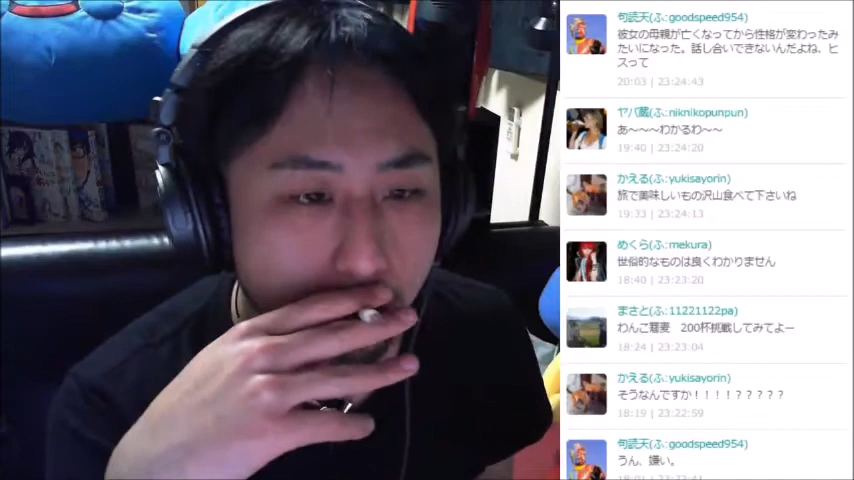 句読天(ふ:goodspeed954)
彼女の母親が亡くなってから性格が変わったみ
たいになった。話し合いできないんだよね、ヒ
スって
20:03 | 23:24:43
ヤバ蔵(ふ:niknikopunpun)
あ～～～わかるわ～～
19:40 | 23:24:20
かえる(ふ:yukisayorin)
旅で美味しいもの沢山食べて下さいね
19:33 | 23:24:13
めくら(ふ:mekura)
世俗的なものは良くわかりません
18:40 | 23:23:20
まさと(ふ:11221122pa)
わんこ蕎麦　200杯挑戦してみてよー
18:24 | 23:23:04
かえる(ふ:yukisayorin)
そうなんですか！！！！？？？？？
18:19 | 23:22:59
句読天(ふ:goodspeed954)
うん、嫌い。